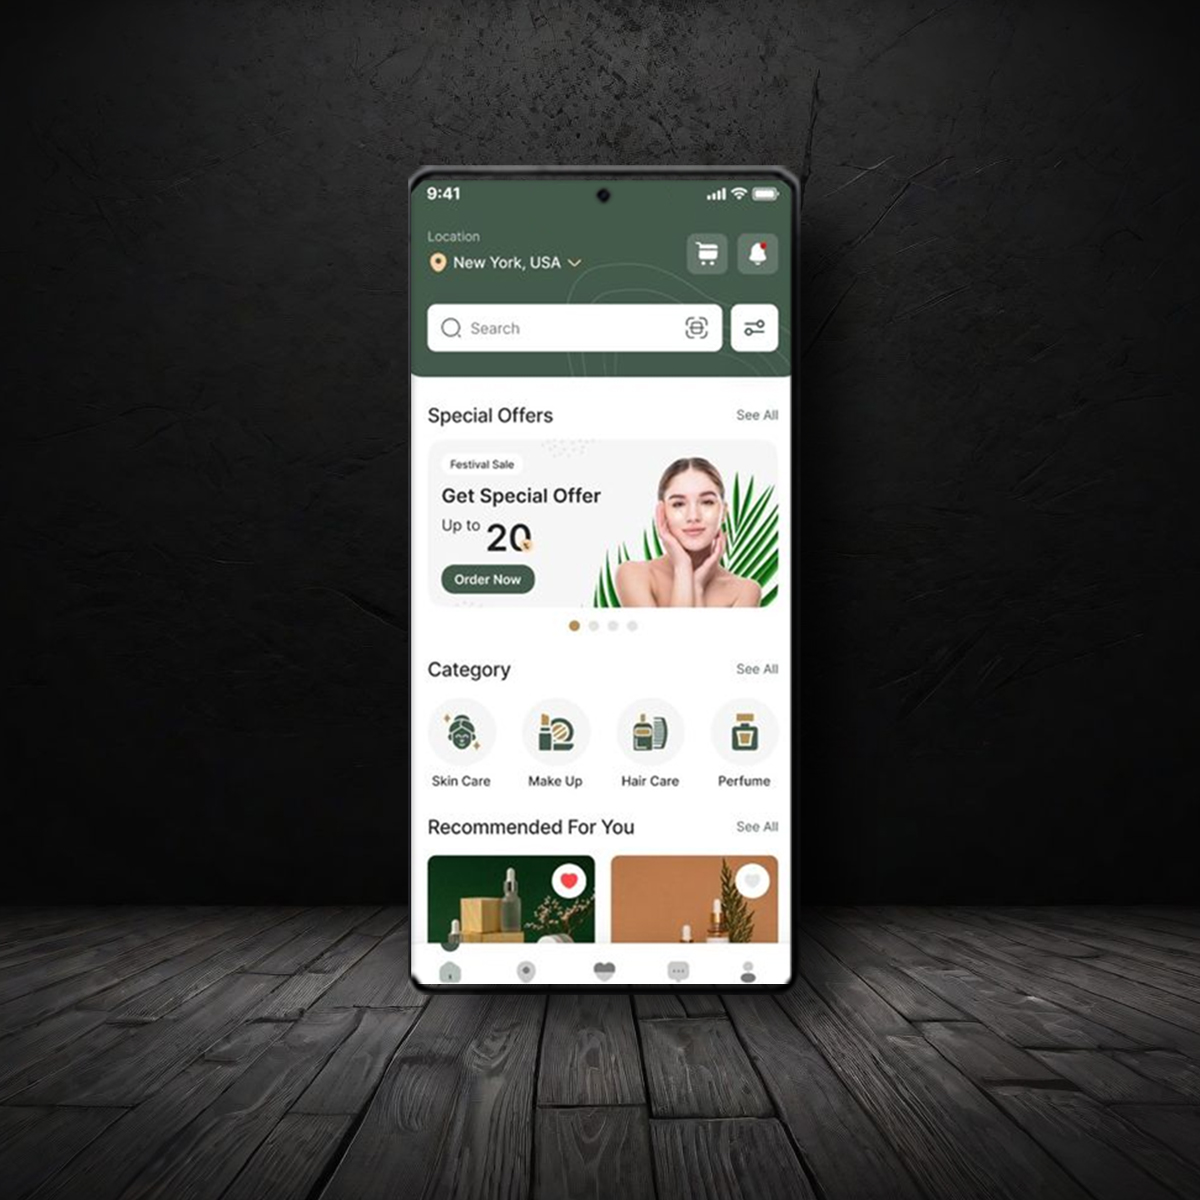 9:41
Location
New York, USA
Search
Special Offers See All
Festival Sale
Get Special Offer
Up to 20
Order Now
Category See All
Skin Care Make Up Hair Care Perfume
Recommended For You See All